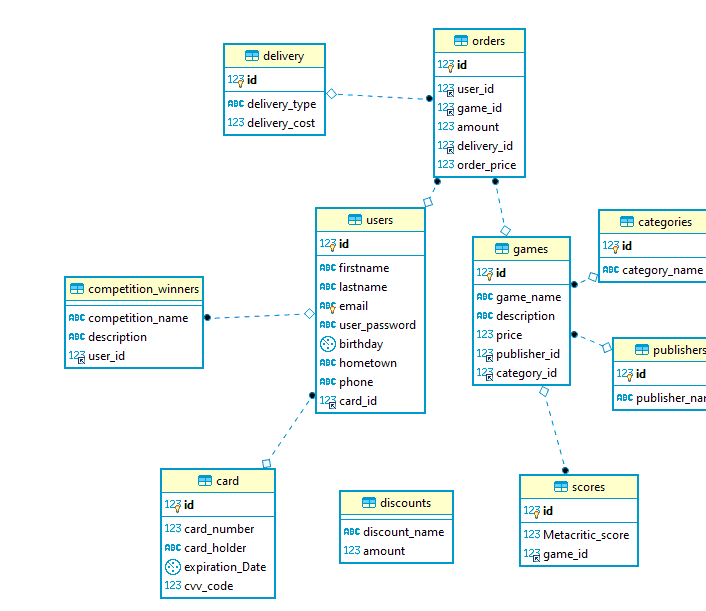 delivery
123 id
ABC delivery_type
123 delivery_cost
orders
123 id
123 user_id
123 game_id
123 amount
123 delivery_id
123 order_price
users
123 id
ABC firstname
ABC lastname
ABC email
ABC user_password
birthday
ABC hometown
ABC phone
123 card_id
games
123 id
ABC game_name
ABC description
123 price
123 publisher_id
123 category_id
categories
123 id
ABC category_name
competition_winners
ABC competition_name
ABC description
123 user_id
publishers
123 id
ABC publisher_na
card
123 id
123 card_number
ABC card_holder
expiration_Date
123 cvv_code
discounts
ABC discount_name
123 amount
scores
123 id
123 Metacritic_score
123 game_id